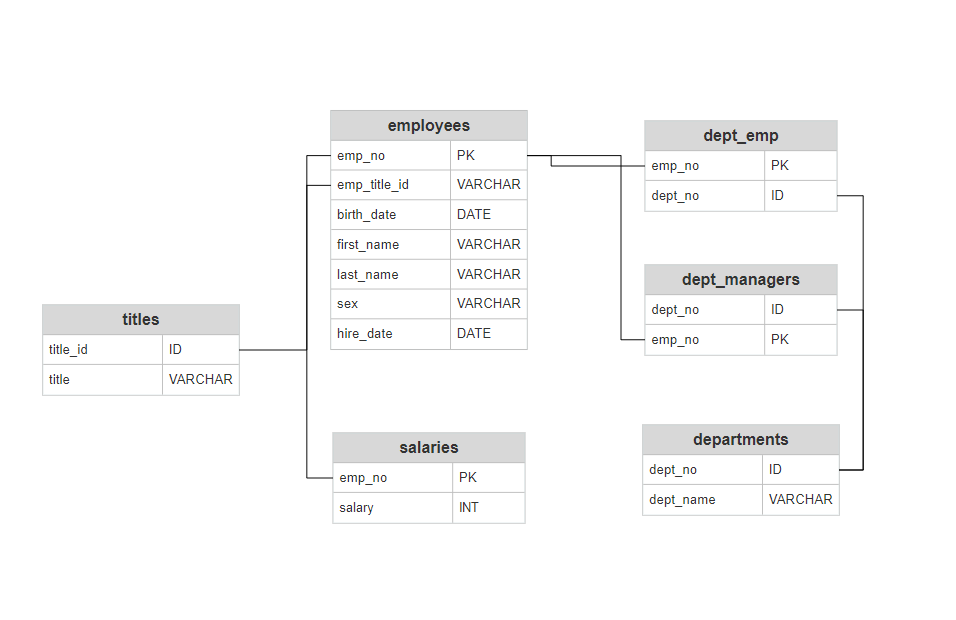 employees
emp_no PK
emp_title_id VARCHAR
birth_date DATE
first_name VARCHAR
last_name VARCHAR
sex VARCHAR
hire_date DATE
dept_emp
emp_no PK
dept_no ID
dept_managers
dept_no ID
emp_no PK
titles
title_id ID
title VARCHAR
salaries
emp_no PK
salary INT
departments
dept_no ID
dept_name VARCHAR